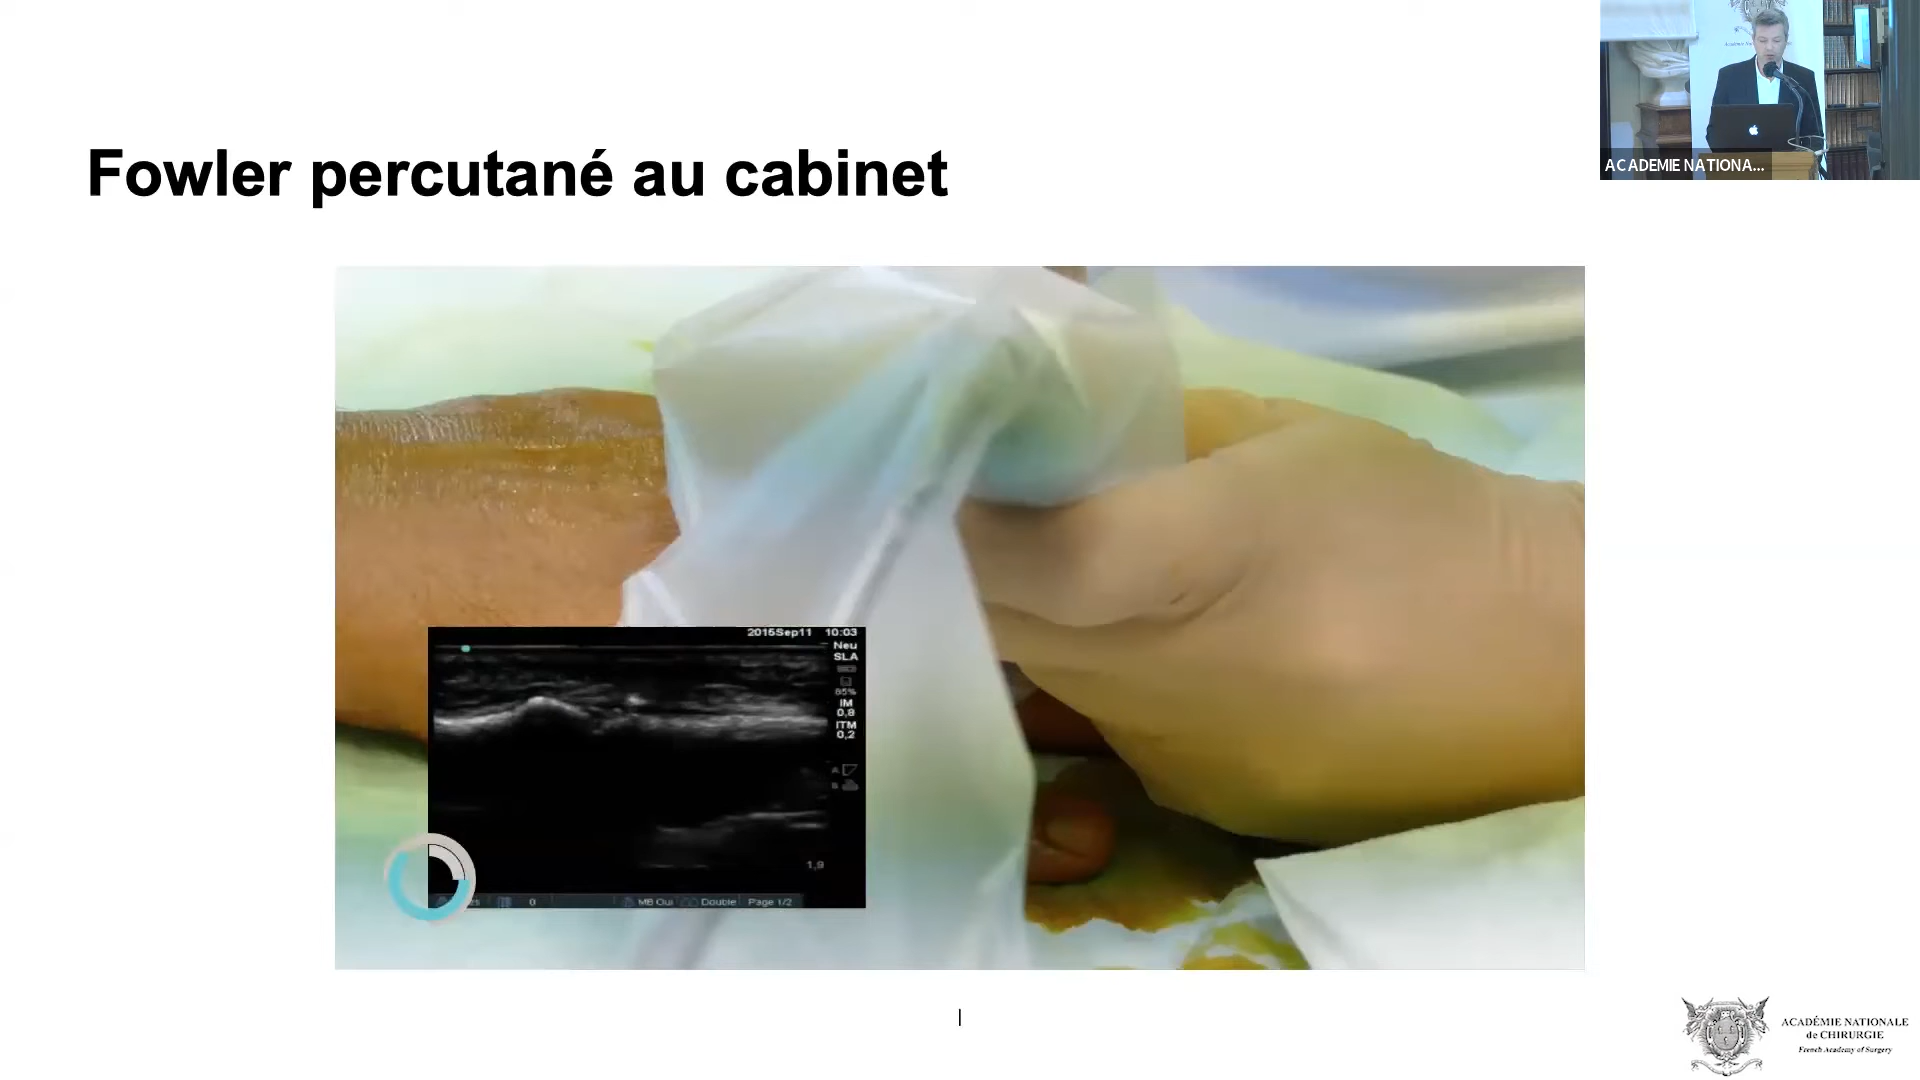 Fowler percutané au cabinet
ACADEMIE NATIONA...
2015Sep11 10:03
Neu
SLA
85%
IM
0,8
ITM
0,2
A
B
1,9
0
MB Oui
Double
Page 1/2
ACADÉMIE NATIONALE
de CHIRURGIE
French Academy of Surgery